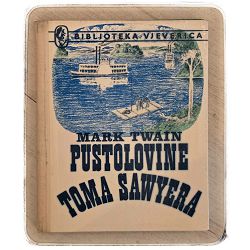 BIBLIOTEKA VJEVERICA
MARK TWAIN
PUSTOLOVINE
TOMA SAWYERA